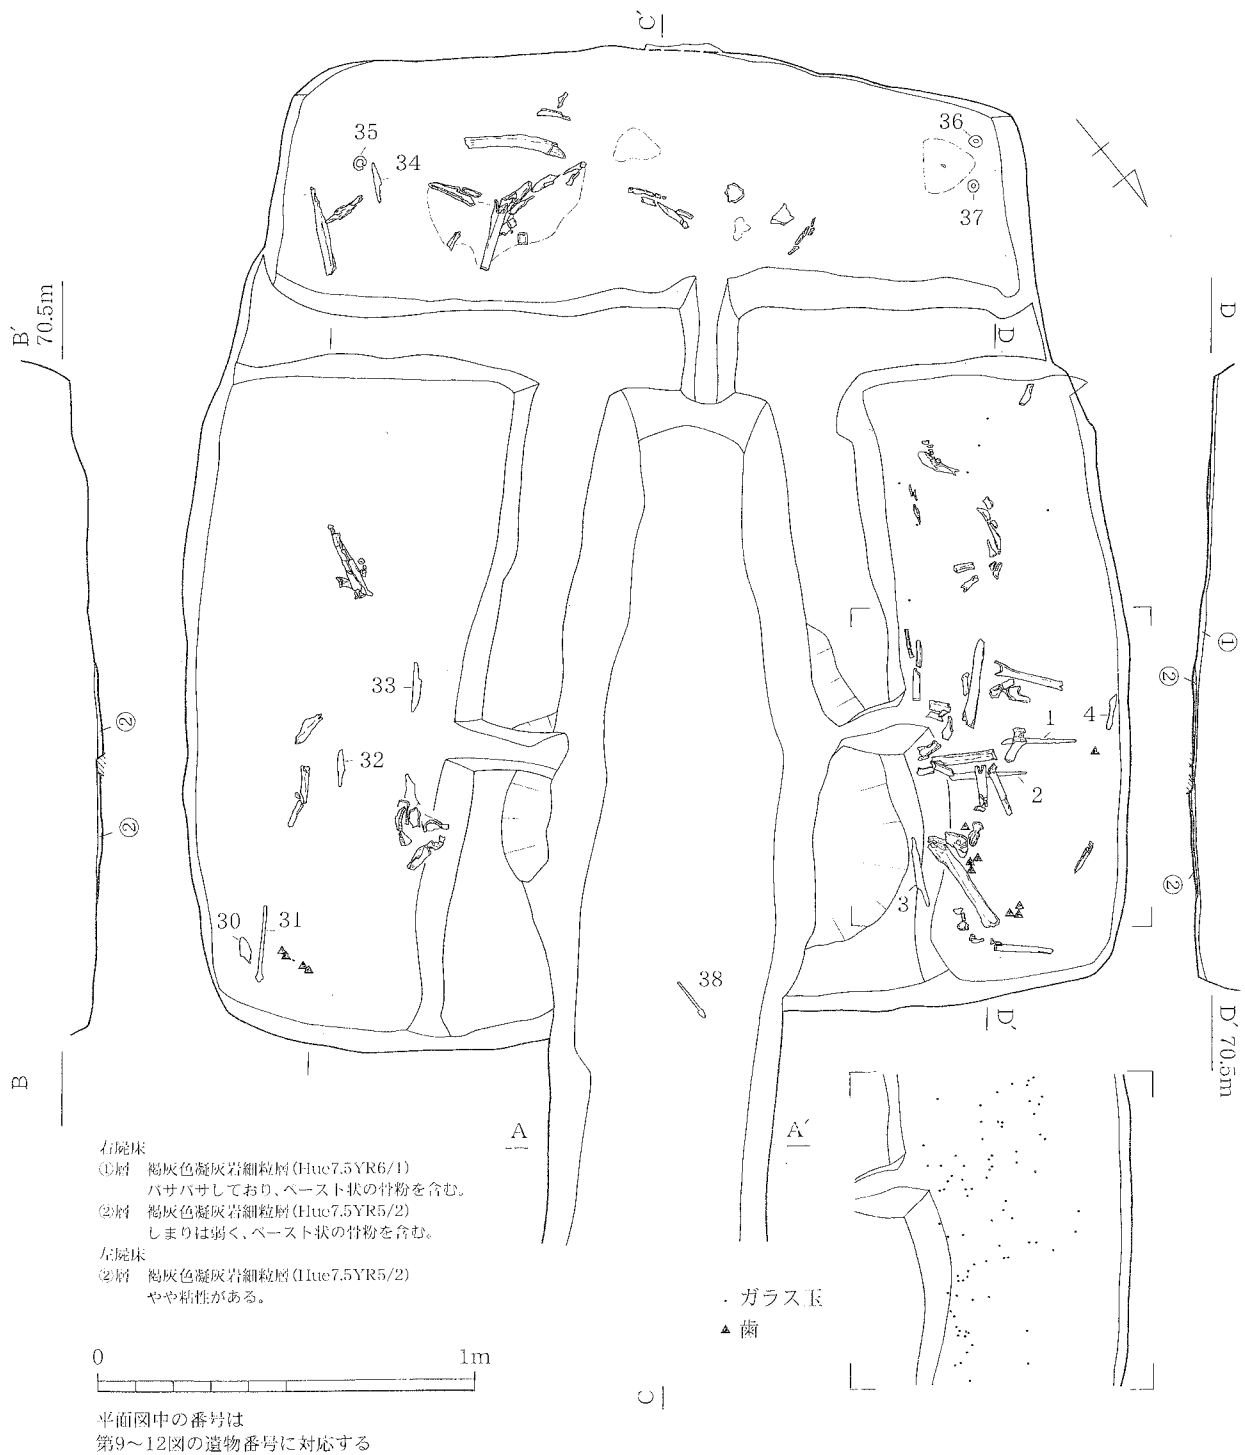 C′
35
34
36
37
B′
70.5m
D
D
①
②
②
33
32
②
②
1
4
2
3
30
31
38
D′
D′ 70.5m
B
A
A′
右屍床
①層 褐灰色凝灰岩細粒層(Hue7.5YR6/1)
バサバサしており、ペースト状の骨粉を含む。
②層 褐灰色凝灰岩細粒層(Hue7.5YR5/2)
しまりは弱く、ペースト状の骨粉を含む。
左屍床
②層 褐灰色凝灰岩細粒層(Hue7.5YR5/2)
やや粘性がある。
ガラス玉
歯
0
1m
C
平面図中の番号は
第9〜12図の遺物番号に対応する